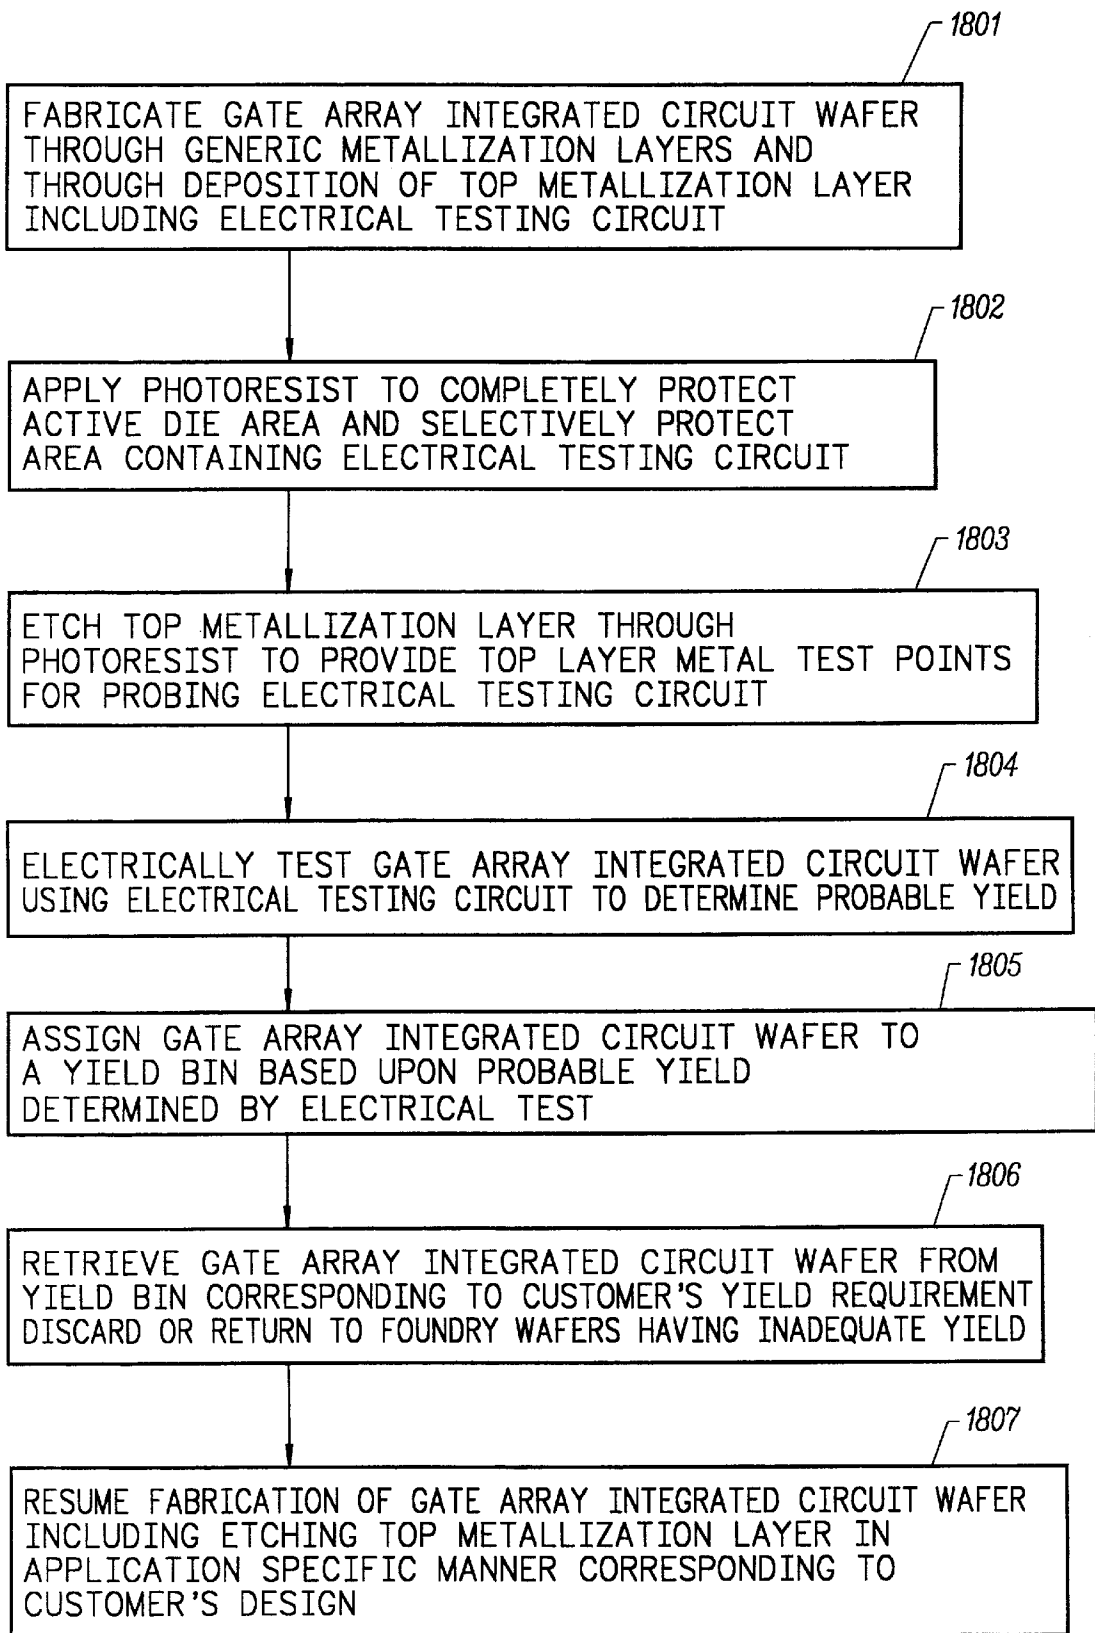 1801
FABRICATE GATE ARRAY INTEGRATED CIRCUIT WAFER
THROUGH GENERIC METALLIZATION LAYERS AND
THROUGH DEPOSITION OF TOP METALLIZATION LAYER
INCLUDING ELECTRICAL TESTING CIRCUIT
1802
APPLY PHOTORESIST TO COMPLETELY PROTECT
ACTIVE DIE AREA AND SELECTIVELY PROTECT
AREA CONTAINING ELECTRICAL TESTING CIRCUIT
1803
ETCH TOP METALLIZATION LAYER THROUGH
PHOTORESIST TO PROVIDE TOP LAYER METAL TEST POINTS
FOR PROBING ELECTRICAL TESTING CIRCUIT
1804
ELECTRICALLY TEST GATE ARRAY INTEGRATED CIRCUIT WAFER
USING ELECTRICAL TESTING CIRCUIT TO DETERMINE PROBABLE YIELD
1805
ASSIGN GATE ARRAY INTEGRATED CIRCUIT WAFER TO
A YIELD BIN BASED UPON PROBABLE YIELD
DETERMINED BY ELECTRICAL TEST
1806
RETRIEVE GATE ARRAY INTEGRATED CIRCUIT WAFER FROM
YIELD BIN CORRESPONDING TO CUSTOMER'S YIELD REQUIREMENT
DISCARD OR RETURN TO FOUNDRY WAFERS HAVING INADEQUATE YIELD
1807
RESUME FABRICATION OF GATE ARRAY INTEGRATED CIRCUIT WAFER
INCLUDING ETCHING TOP METALLIZATION LAYER IN
APPLICATION SPECIFIC MANNER CORRESPONDING TO
CUSTOMER'S DESIGN